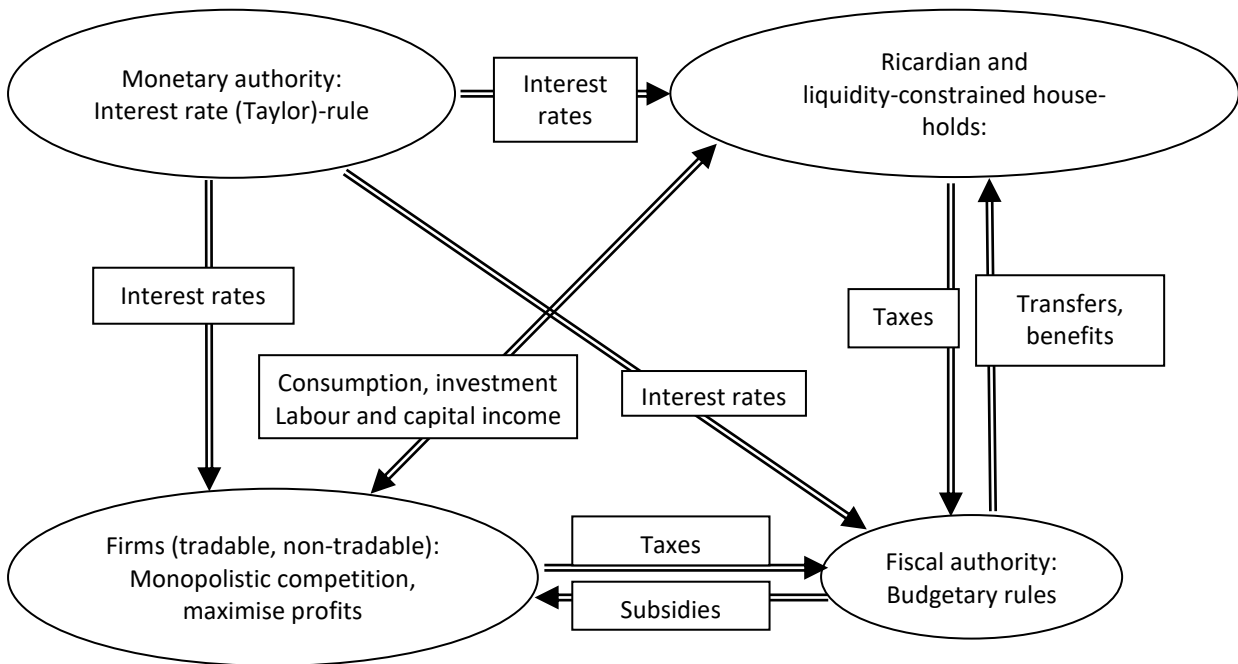 Monetary authority:
Interest rate (Taylor)-rule
Interest
rates
Ricardian and
liquidity-constrained house-
holds:
Interest rates
Taxes
Transfers,
benefits
Consumption, investment
Labour and capital income
Interest rates
Firms (tradable, non-tradable):
Monopolistic competition,
maximise profits
Taxes
Subsidies
Fiscal authority:
Budgetary rules